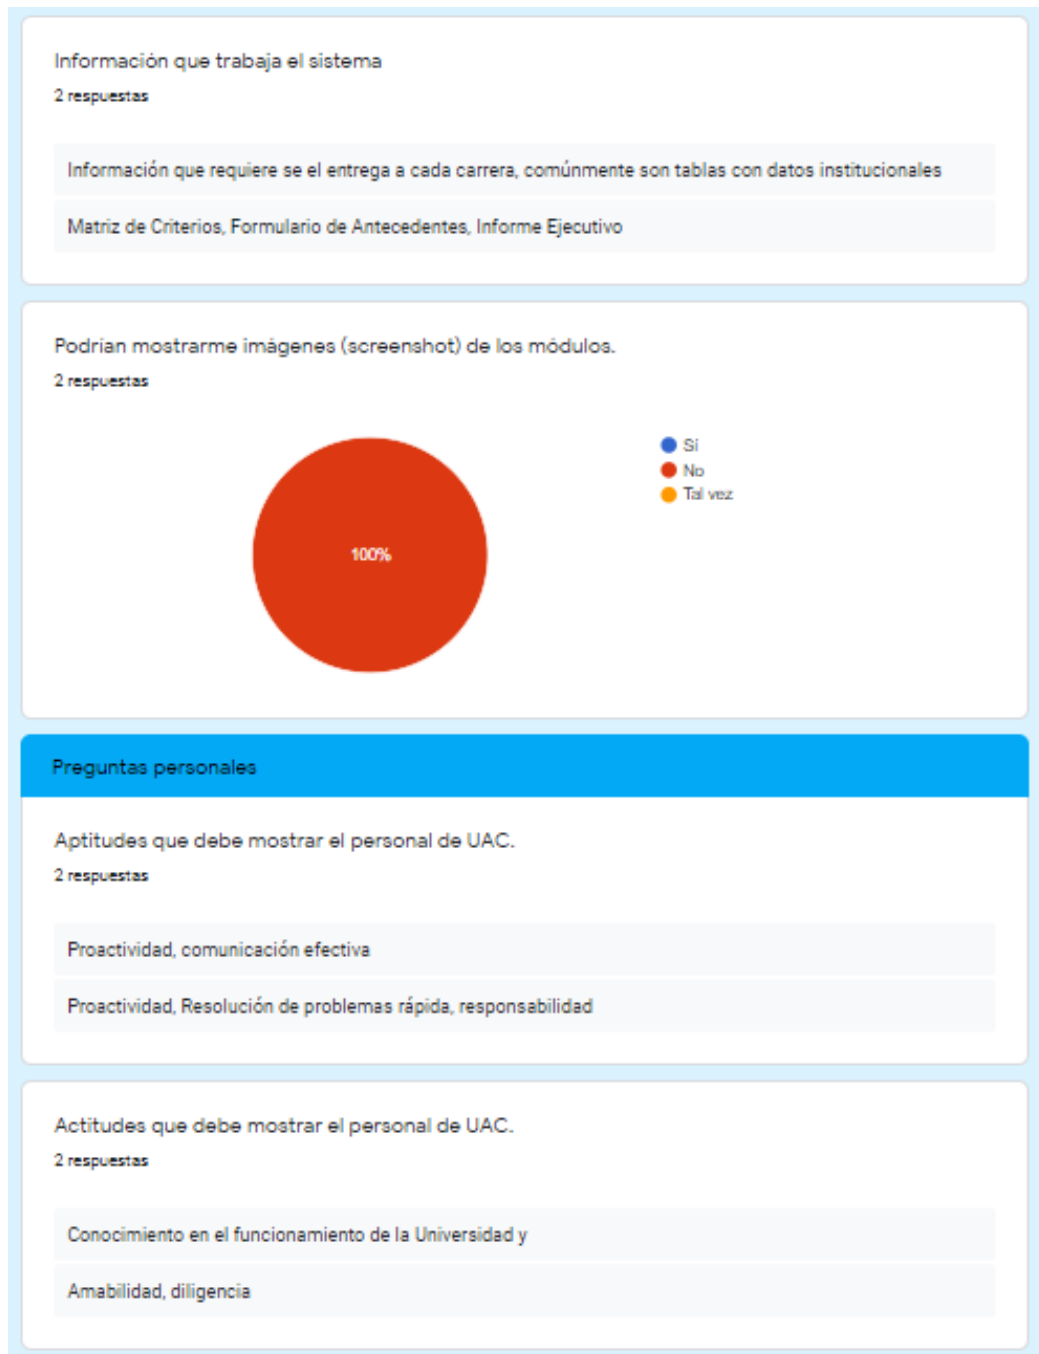 Información que trabaja el sistema
2 respuestas
Información que requiere se el entrega a cada carrera, comúnmente son tablas con datos institucionales
Matriz de Criterios, Formulario de Antecedentes, Informe Ejecutivo
Podrían mostrarme imágenes (screenshot) de los módulos.
2 respuestas
Sí
No
Tal vez
100%
Preguntas personales
Aptitudes que debe mostrar el personal de UAC.
2 respuestas
Proactividad, comunicación efectiva
Proactividad, Resolución de problemas rápida, responsabilidad
Actitudes que debe mostrar el personal de UAC.
2 respuestas
Conocimiento en el funcionamiento de la Universidad y
Amabilidad, diligencia